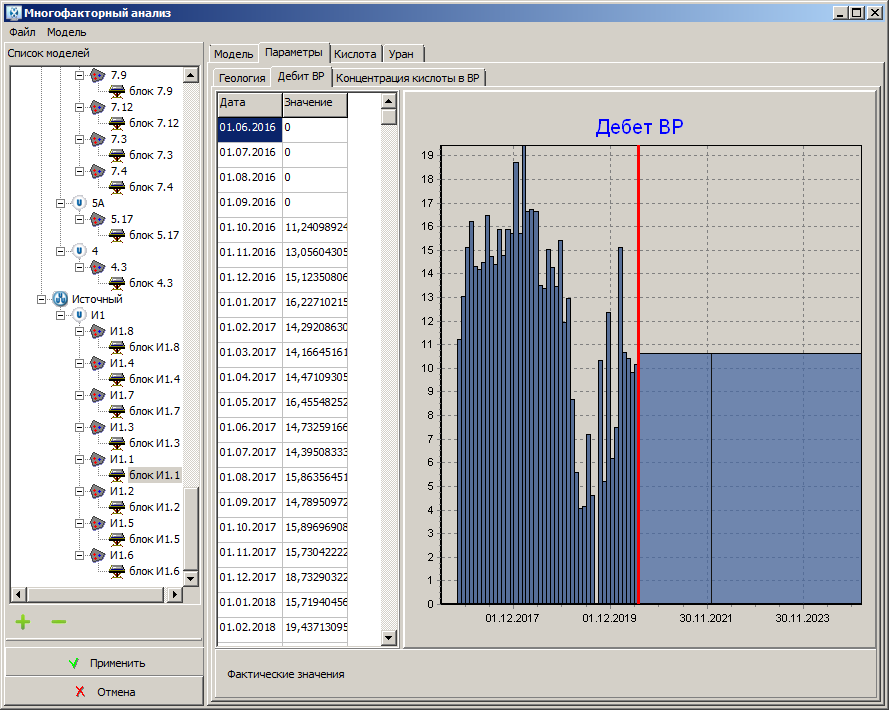 Многофакторный анализ
Файл Модель
Список моделей
7.9
блок 7.9
7.12
блок 7.12
7.3
блок 7.3
7.4
блок 7.4
5А
5.17
блок 5.17
4
4.3
блок 4.3
Источный
И1
И1.8
блок И1.8
И1.4
блок И1.4
И1.7
блок И1.7
И1.3
блок И1.3
И1.1
блок И1.1
И1.2
блок И1.2
И1.5
блок И1.5
И1.6
блок И1.6
Применить
Отмена
Модель Параметры Кислота Уран
Геология Дебит ВР Концентрация кислоты в ВР
Дата Значение
01.06.2016 0
01.07.2016 0
01.08.2016 0
01.09.2016 0
01.10.2016 11,24098924
01.11.2016 13,05604305
01.12.2016 15,12350806
01.01.2017 16,22710215
01.02.2017 14,29208630
01.03.2017 14,16645161
01.04.2017 14,47109305
01.05.2017 16,45548252
01.06.2017 14,73259166
01.07.2017 14,39508333
01.08.2017 15,86356451
01.09.2017 14,78950972
01.10.2017 15,89696908
01.11.2017 15,73042222
01.12.2017 18,73290322
01.01.2018 15,71940456
01.02.2018 19,43713095
Дебет ВР
19
18
17
16
15
14
13
12
11
10
9
8
7
6
5
4
3
2
1
0
01.12.2017 01.12.2019 30.11.2021 30.11.2023
Фактические значения